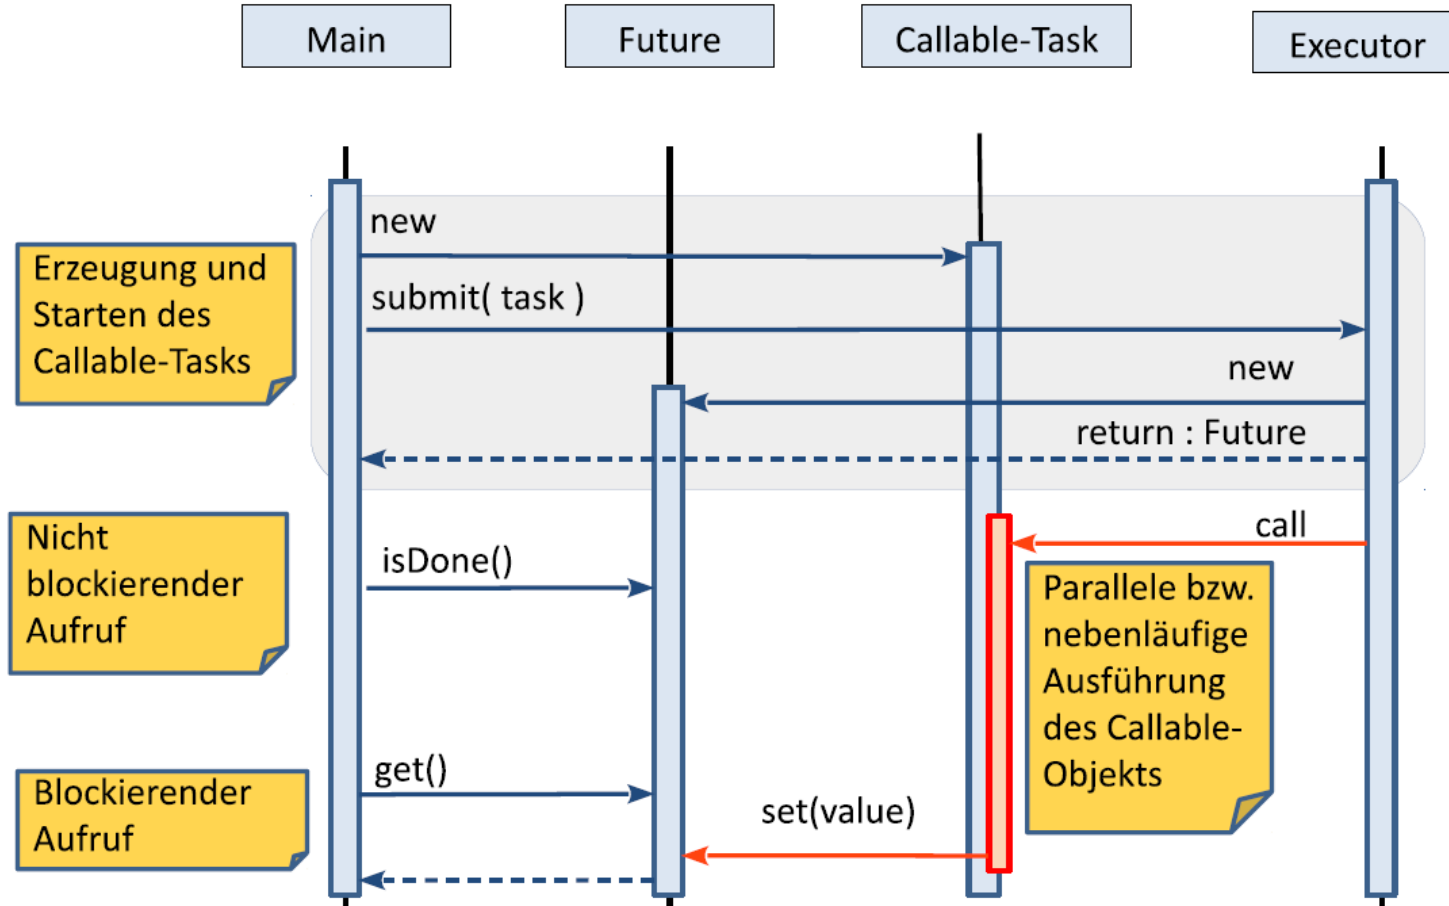 Main
Future
Callable-Task
Executor
new
Erzeugung und
Starten des
Callable-Tasks
submit( task )
new
return : Future
Nicht
blockierender
Aufruf
call
isDone()
Parallele bzw.
nebenläufige
Ausführung
des Callable-
Objekts
get()
Blockierender
Aufruf
set(value)